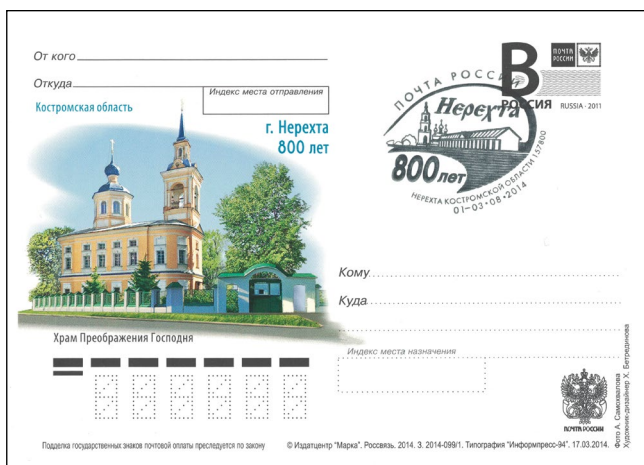 От кого
Откуда
Индекс места отправления
Костромская область
г. Нерехта
800 лет
ПОЧТА РОССИИ
B
РОССИЯ
RUSSIA - 2011
ПОЧТА РОССИИ
Нерехта
800 лет
НЕРЕХТА КОСТРОМСКОЙ ОБЛАСТИ 157800
01-03•08•2014
Кому
Куда
Индекс места назначения
Храм Преображения Господня
ПОЧТА РОССИИ
Фото А. Самохвалова
Художник-дизайнер Х. Бетрединова
Подделка государственных знаков почтовой оплаты преследуется по закону
© Издатцентр "Марка". Россвязь. 2014. З. 2014-099/1. Типография "Информпресс-94". 17.03.2014.